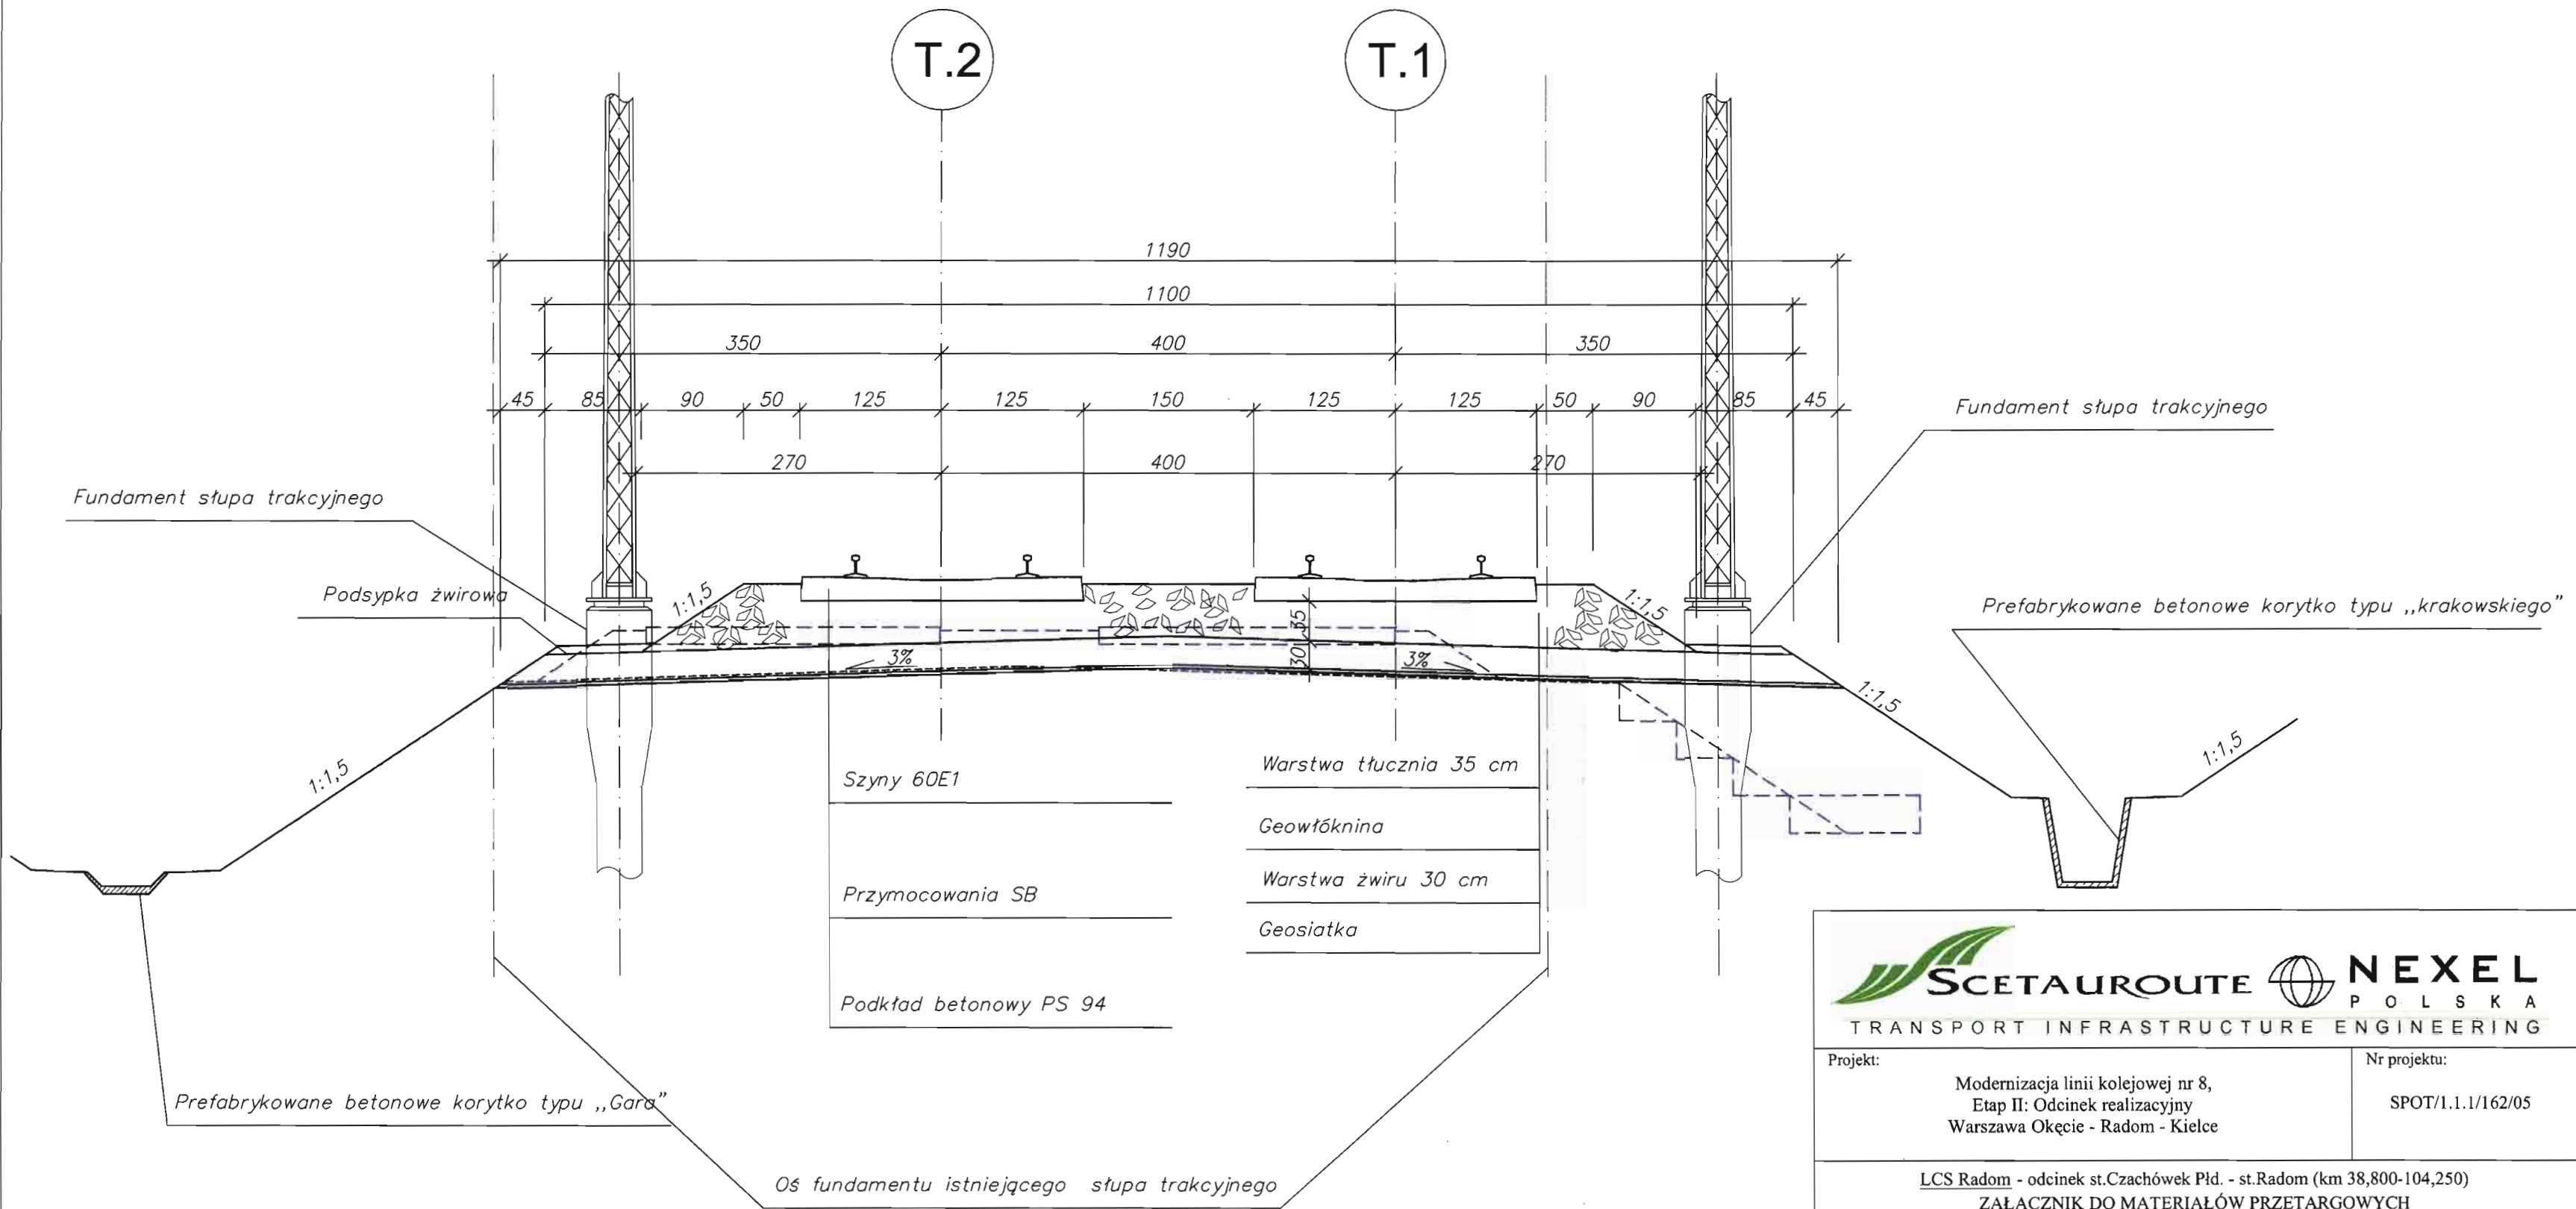 T.2
T.1
1190
1100
350
400
350
45
85
90
50
125
125
150
125
125
50
90
85
45
270
400
270
Fundament słupa trakcyjnego
Fundament słupa trakcyjnego
Podsypka żwirowa
Prefabrykowane betonowe korytko typu ,,krakowskiego"
1:1,5
1:1,5
35
30
3%
3%
1:1,5
1:1,5
1:1,5
Szyny 60E1
Przymocowania SB
Podkład betonowy PS 94
Warstwa tłucznia 35 cm
Geowłóknina
Warstwa żwiru 30 cm
Geosiatka
Prefabrykowane betonowe korytko typu ,,Gara"
Oś fundamentu istniejącego słupa trakcyjnego
SCETAUROUTE NEXEL
POLSKA
TRANSPORT INFRASTRUCTURE ENGINEERING
Projekt:
Modernizacja linii kolejowej nr 8,
Etap II: Odcinek realizacyjny
Warszawa Okęcie - Radom - Kielce
Nr projektu:
SPOT/1.1.1/162/05
LCS Radom - odcinek st.Czachówek Płd. - st.Radom (km 38,800-104,250)
ZAŁĄCZNIK DO MATERIAŁÓW PRZETARGOWYCH